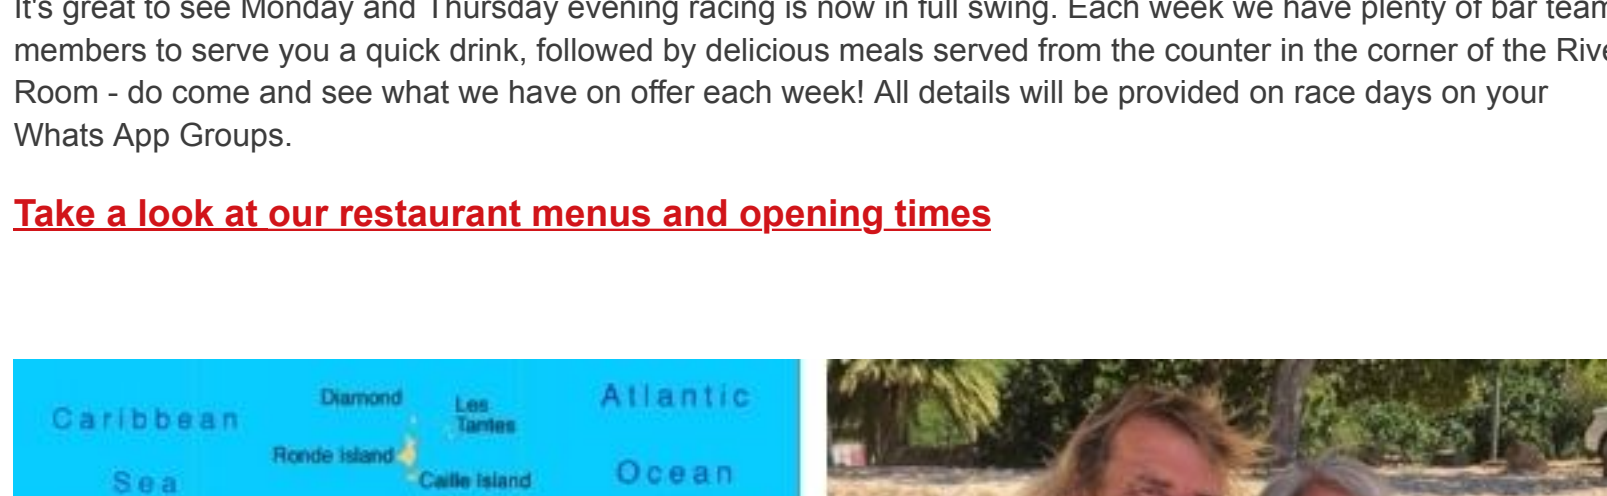 It's great to see Monday and Thursday evening racing is now in full swing. Each week we have plenty of bar team
members to serve you a quick drink, followed by delicious meals served from the counter in the corner of the
Room - do come and see what we have on offer each week! All details will be provided on race days on your
Whats App Groups.
Take a look at our restaurant menus and opening times
Caribbean
Sea
Diamond
Les
Tantes
Ronde Island
Caille Island
Atlantic
Ocean